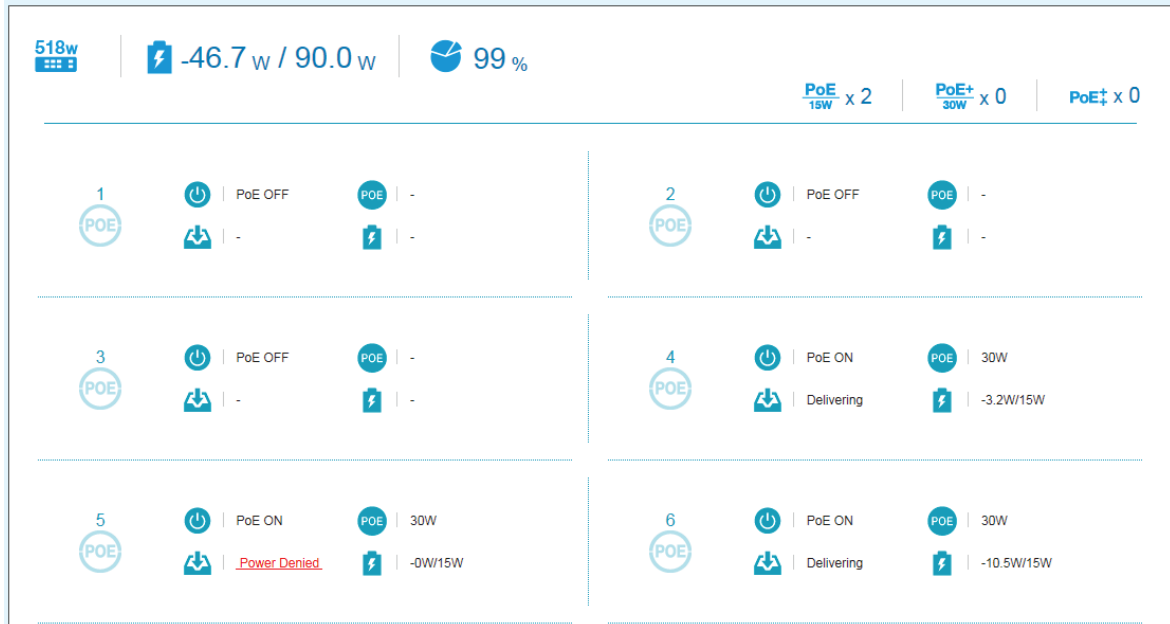 518w
-46.7 W / 90.0 W
99 %
PoE 15W x 2
PoE+ 30W x 0
PoE‡ x 0
1
POE
PoE OFF
POE -
-
-
2
POE
PoE OFF
POE -
-
-
3
POE
PoE OFF
POE -
-
-
4
POE
PoE ON
POE 30W
Delivering
-3.2W/15W
5
POE
PoE ON
POE 30W
Power Denied
-0W/15W
6
POE
PoE ON
POE 30W
Delivering
-10.5W/15W